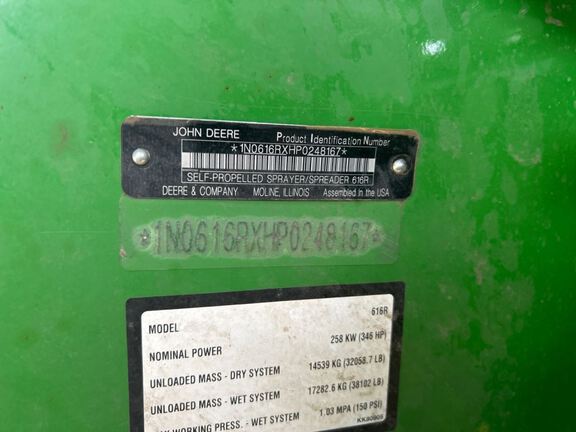 JOHN DEERE Product Identification Number
*1N0616RXHP0248167*
SELF-PROPELLED SPRAYER/SPREADER 616R
DEERE & COMPANY MOLINE, ILLINOIS Assembled in the USA
*1N0616RXHP0248167*
MODEL 616R
NOMINAL POWER 258 KW (346 HP)
UNLOADED MASS - DRY SYSTEM 14539 KG (32058.7 LB)
UNLOADED MASS - WET SYSTEM 17282.6 KG (38102 LB)
WORKING PRESS. - WET SYSTEM 1.03 MPA (150 PSI)